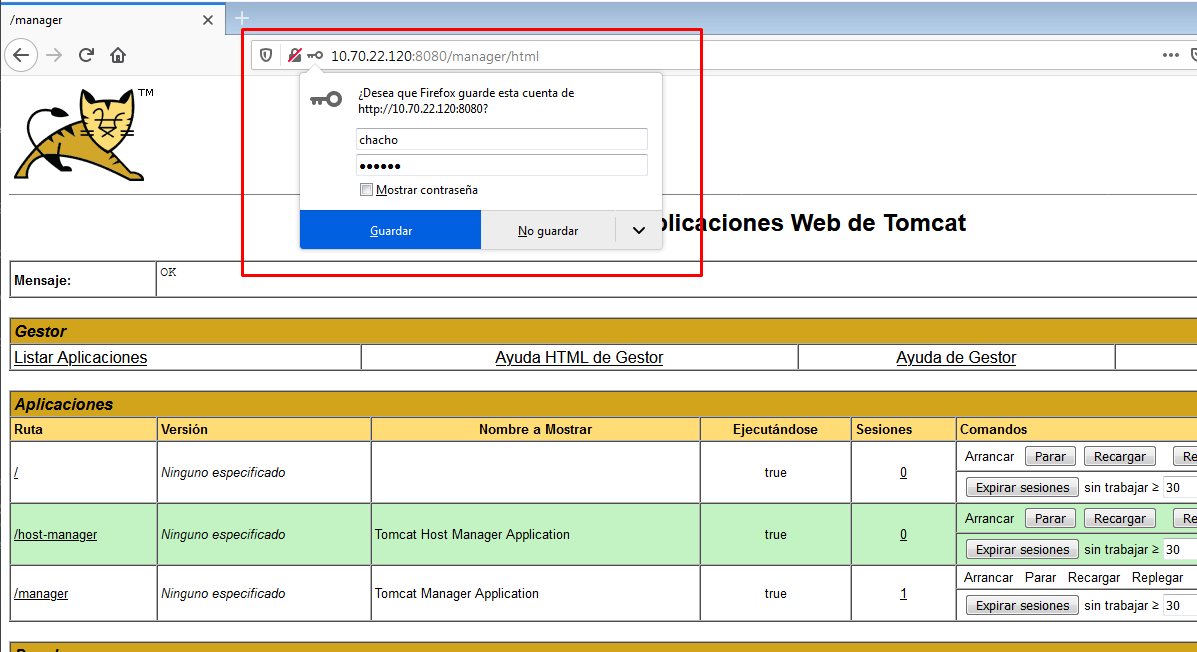 /manager
10.70.22.120:8080/manager/html
TM
¿Desea que Firefox guarde esta cuenta de
http://10.70.22.120:8080?
chacho
••••••
Mostrar contraseña
Guardar
No guardar
plicaciones Web de Tomcat
Mensaje:
OK
Gestor
Listar Aplicaciones
Ayuda HTML de Gestor
Ayuda de Gestor
Aplicaciones
Ruta
Versión
Nombre a Mostrar
Ejecutándose
Sesiones
Comandos
/
Ninguno especificado
true
0
Arrancar
Parar
Recargar
Re
Expirar sesiones
sin trabajar ≥
30
/host-manager
Ninguno especificado
Tomcat Host Manager Application
true
0
Arrancar
Parar
Recargar
Re
Expirar sesiones
sin trabajar ≥
30
/manager
Ninguno especificado
Tomcat Manager Application
true
1
Arrancar
Parar
Recargar
Replegar
Expirar sesiones
sin trabajar ≥
30